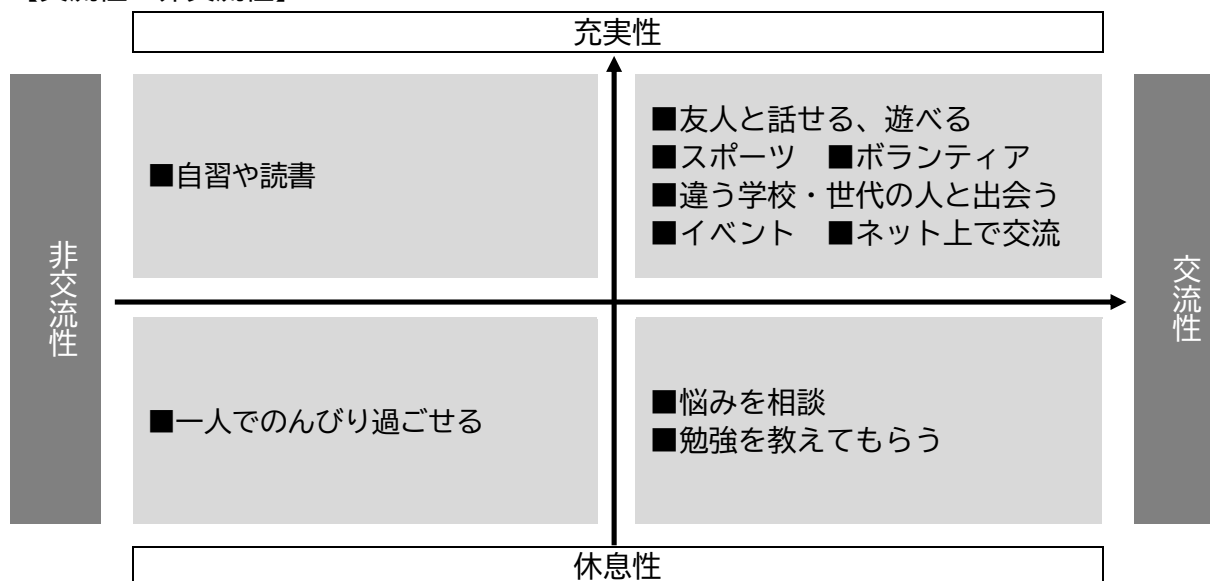 充実性
■友人と話せる、遊べる
■スポーツ　■ボランティア
■違う学校・世代の人と出会う
■イベント　■ネット上で交流
■自習や読書
非交流性
交流性
■一人でのんびり過ごせる
■悩みを相談
■勉強を教えてもらう
休息性